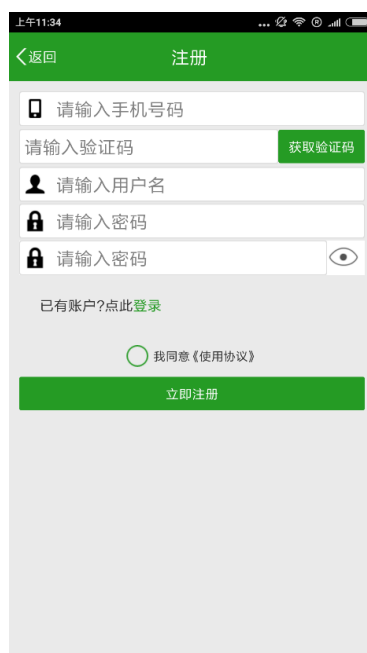 上午11:34
返回
注册
请输入手机号码
请输入验证码
获取验证码
请输入用户名
请输入密码
请输入密码
已有账户?点此登录
我同意《使用协议》
立即注册